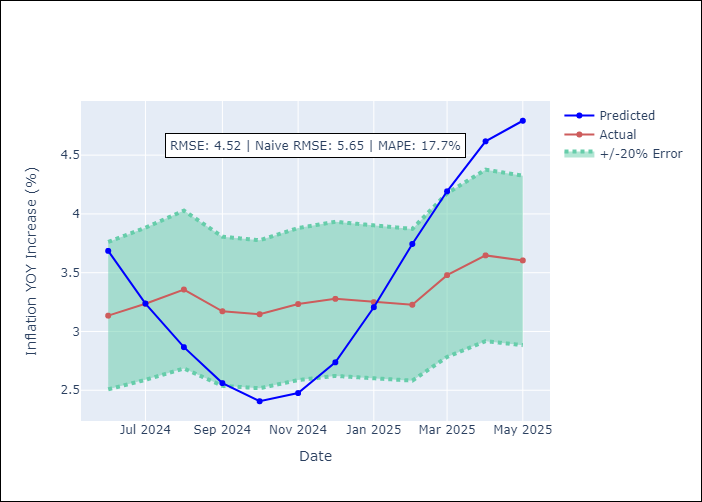 RMSE: 4.52 | Naive RMSE: 5.65 | MAPE: 17.7%
Predicted
Actual
+/-20% Error
Inflation YOY Increase (%)
4.5
4
3.5
3
2.5
Jul 2024
Sep 2024
Nov 2024
Jan 2025
Mar 2025
May 2025
Date